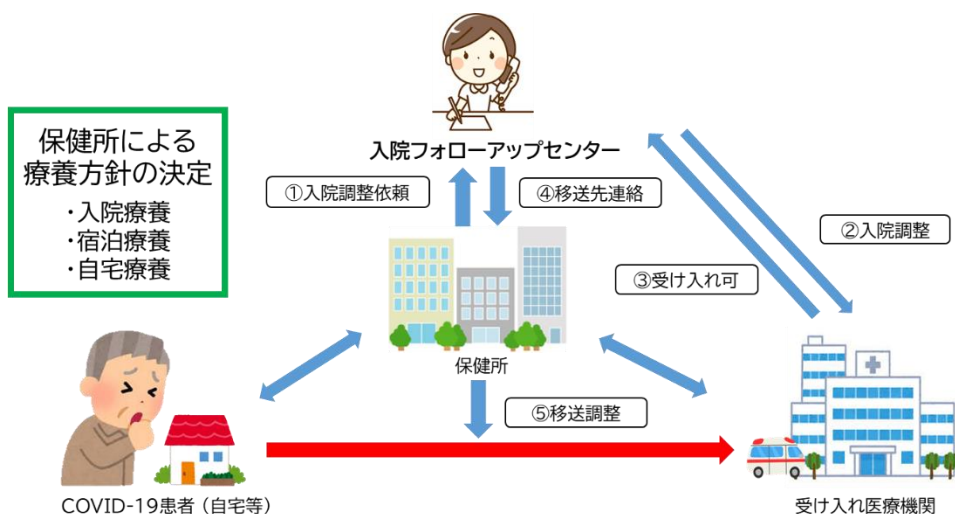 保健所による
療養方針の決定
・入院療養
・宿泊療養
・自宅療養
入院フォローアップセンター
①入院調整依頼
④移送先連絡
②入院調整
③受け入れ可
保健所
⑤移送調整
COVID-19患者（自宅等）
受け入れ医療機関